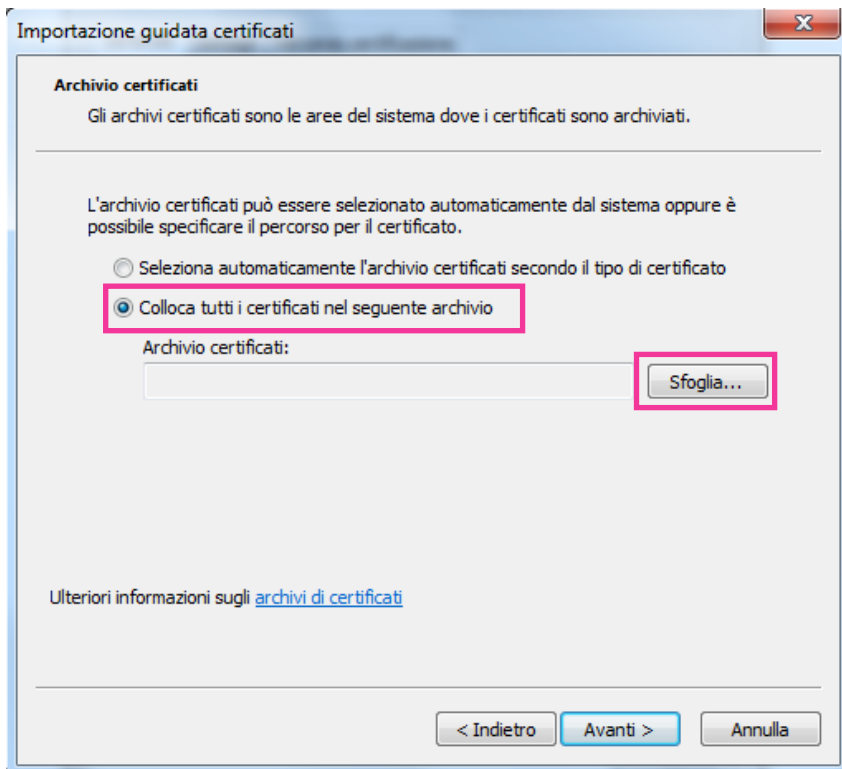 Importazione guidata certificati
Archivio certificati
Gli archivi certificati sono le aree del sistema dove i certificati sono archiviati.
L'archivio certificati può essere selezionato automaticamente dal sistema oppure è
possibile specificare il percorso per il certificato.
Seleziona automaticamente l'archivio certificati secondo il tipo di certificato
Colloca tutti i certificati nel seguente archivio
Archivio certificati:
Sfoglia...
Ulteriori informazioni sugli archivi di certificati
< Indietro Avanti > Annulla